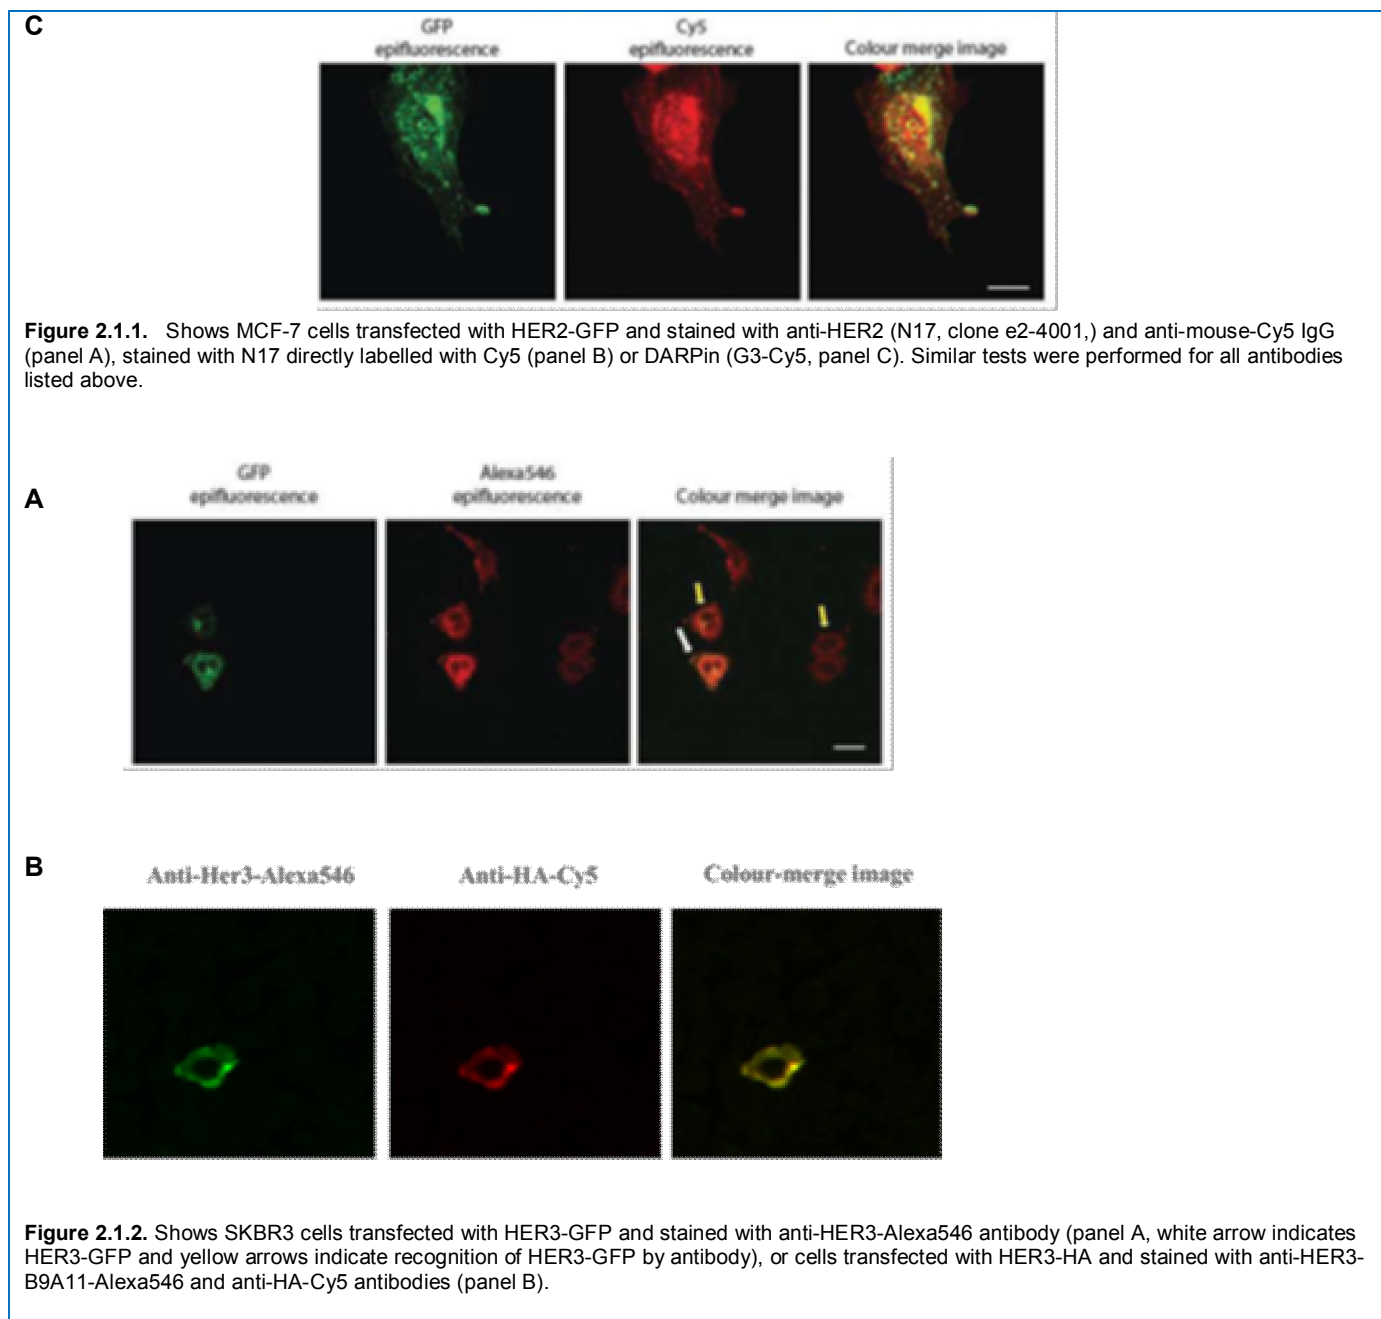 C
GFP
epifluorescence
Cy5
epifluorescence
Colour merge image
Figure 2.1.1. Shows MCF-7 cells transfected with HER2-GFP and stained with anti-HER2 (N17, clone e2-4001,) and anti-mouse-Cy5 IgG
(panel A), stained with N17 directly labelled with Cy5 (panel B) or DARPin (G3-Cy5, panel C). Similar tests were performed for all antibodies
listed above.
A
GFP
epifluorescence
Alexa546
epifluorescence
Colour merge image
B
Anti-Her3-Alexa546
Anti-HA-Cy5
Colour-merge image
Figure 2.1.2. Shows SKBR3 cells transfected with HER3-GFP and stained with anti-HER3-Alexa546 antibody (panel A, white arrow indicates
HER3-GFP and yellow arrows indicate recognition of HER3-GFP by antibody), or cells transfected with HER3-HA and stained with anti-HER3-
B9A11-Alexa546 and anti-HA-Cy5 antibodies (panel B).